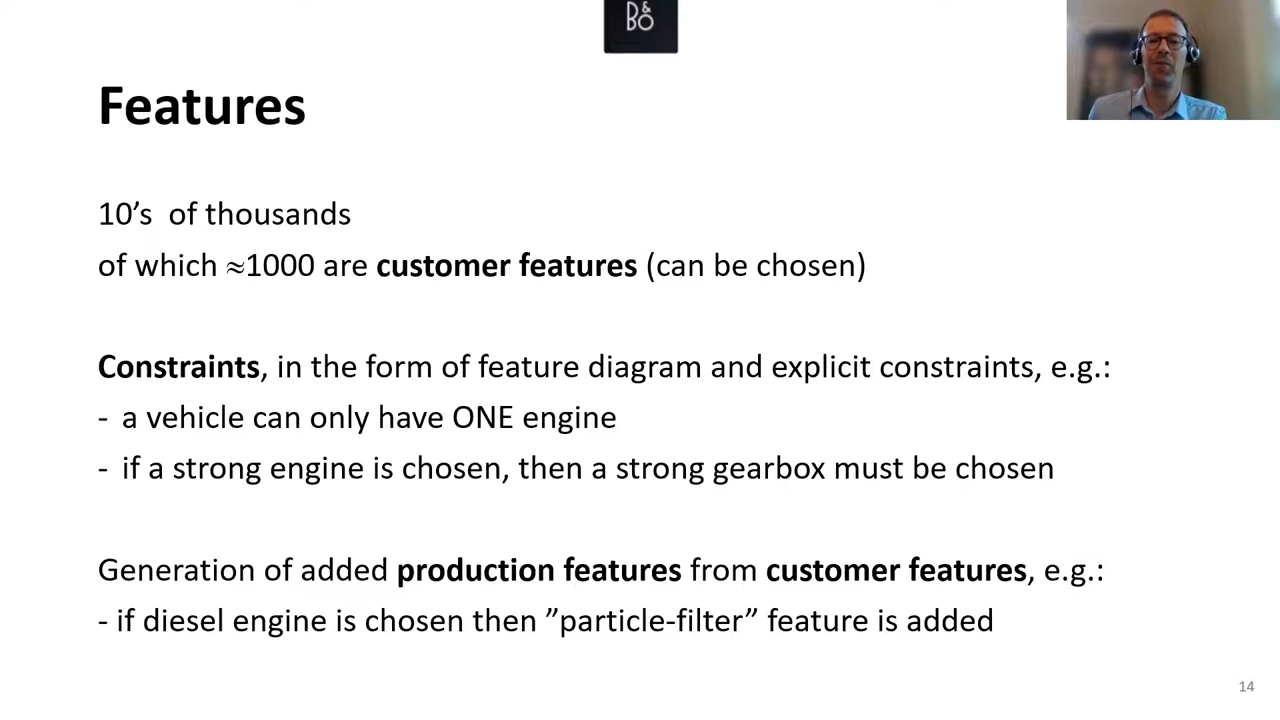 B&O
Features
10’s  of thousands
of which ≈1000 are customer features (can be chosen)
Constraints, in the form of feature diagram and explicit constraints, e.g.:
- a vehicle can only have ONE engine
- if a strong engine is chosen, then a strong gearbox must be chosen
Generation of added production features from customer features, e.g.:
- if diesel engine is chosen then ”particle-filter” feature is added
14